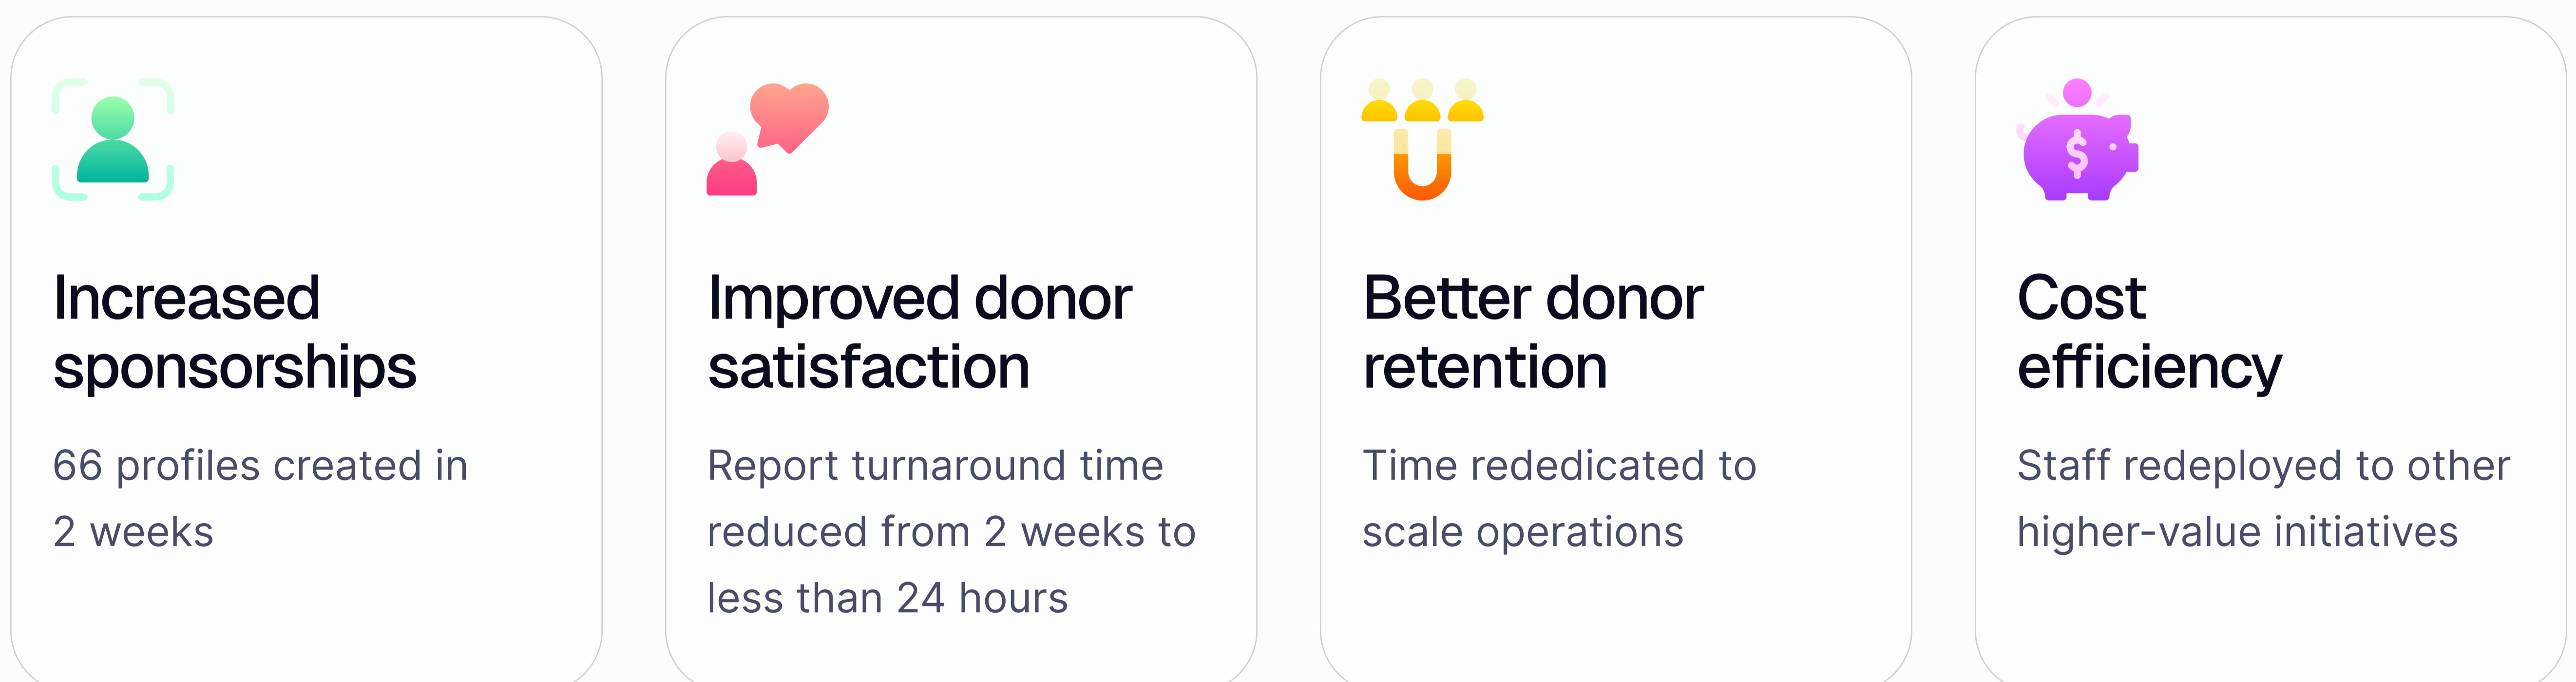 Increased
sponsorships
66 profiles created in
2 weeks
Improved donor
satisfaction
Report turnaround time
reduced from 2 weeks to
less than 24 hours
Better donor
retention
Time rededicated to
scale operations
$
Cost
efficiency
Staff redeployed to other
higher-value initiatives